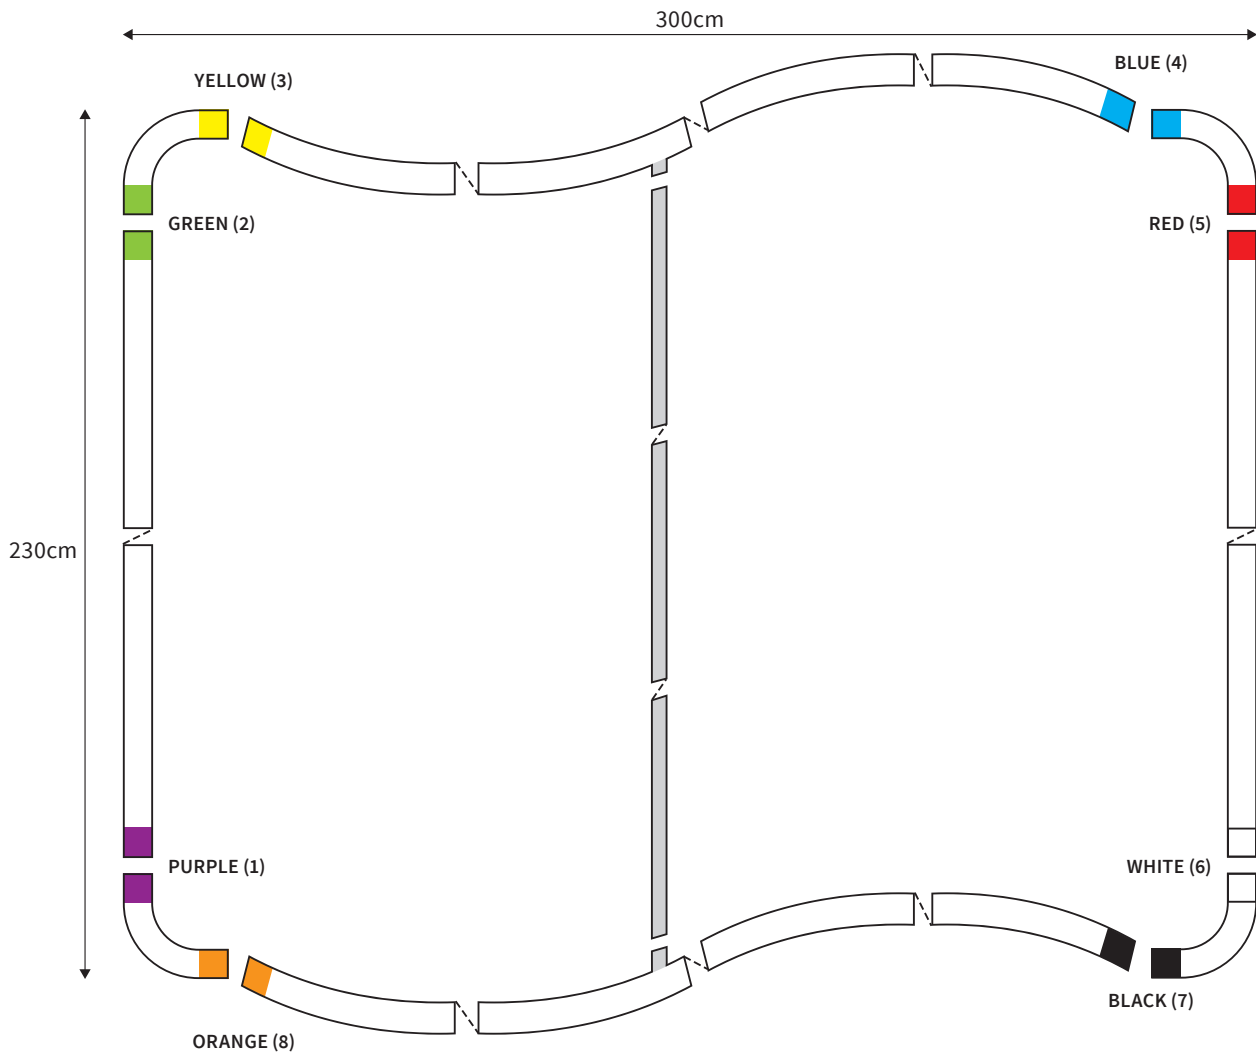 300cm
BLUE (4)
YELLOW (3)
GREEN (2)
RED (5)
230cm
PURPLE (1)
WHITE (6)
BLACK (7)
ORANGE (8)